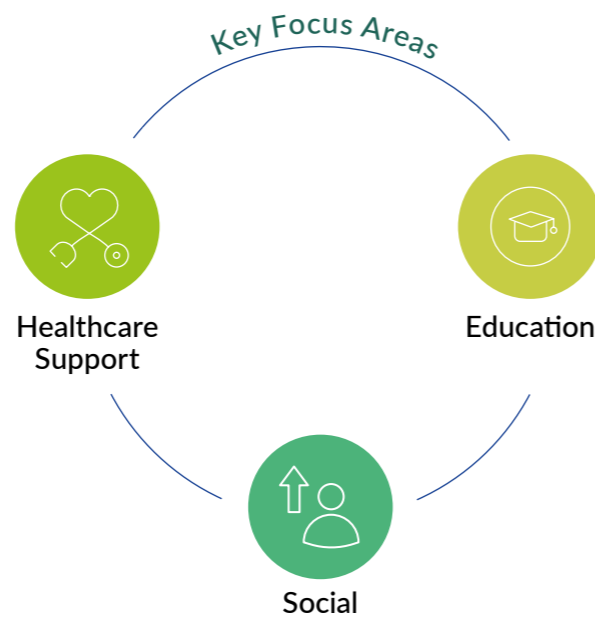 Key Focus Areas
Healthcare
Support
Education
Social